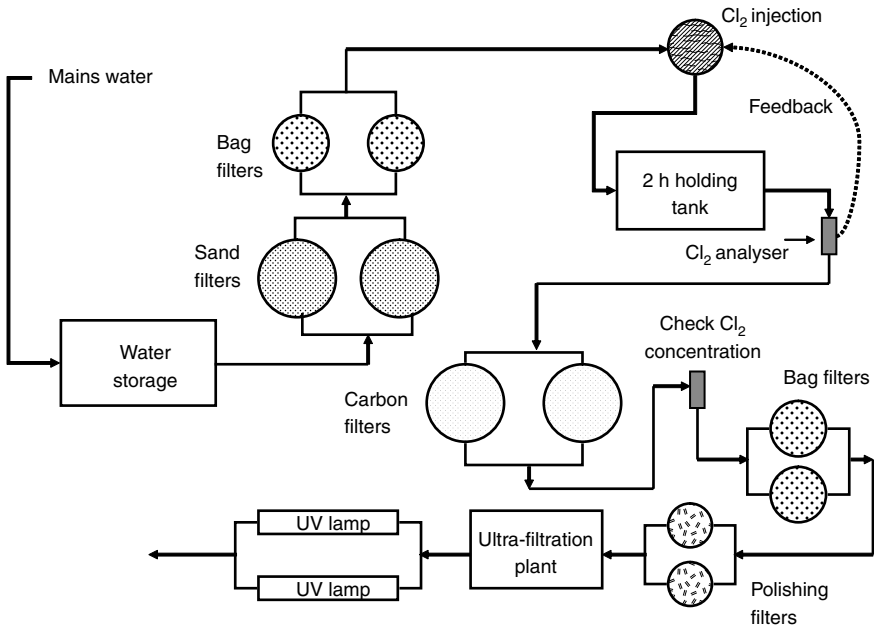 Cl₂ injection
Mains water
Feedback
Bag
filters
2 h holding
tank
Sand
filters
Cl₂ analyser
Water
storage
Check Cl₂
concentration
Carbon
filters
Bag filters
UV lamp
Ultra-filtration
plant
UV lamp
Polishing
filters